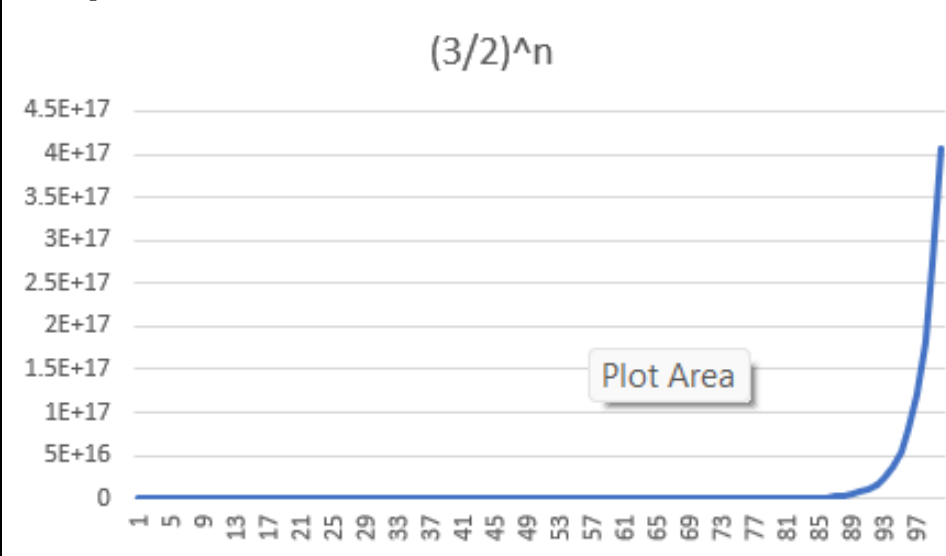 (3/2)^n
4.5E+17
4E+17
3.5E+17
3E+17
2.5E+17
2E+17
1.5E+17
Plot Area
1E+17
5E+16
0
1 5 9 13 17 21 25 29 33 37 41 45 49 53 57 61 65 69 73 77 81 85 89 93 97